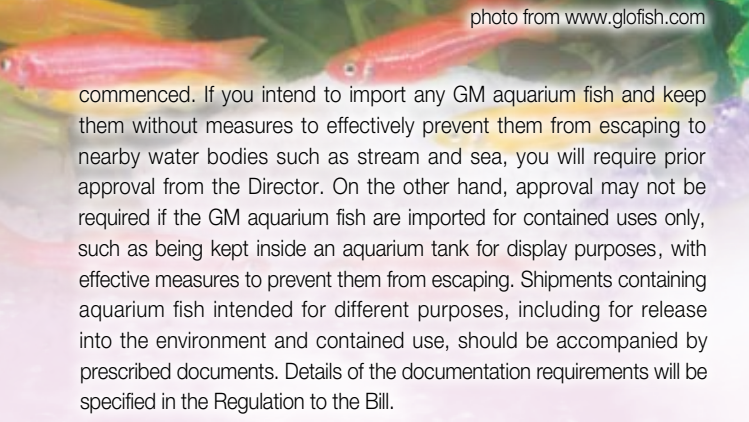 photo from www.glofish.com
commenced. If you intend to import any GM aquarium fish and keep
them without measures to effectively prevent them from escaping to
nearby water bodies such as stream and sea, you will require prior
approval from the Director. On the other hand, approval may not be
required if the GM aquarium fish are imported for contained uses only,
such as being kept inside an aquarium tank for display purposes, with
effective measures to prevent them from escaping. Shipments containing
aquarium fish intended for different purposes, including for release
into the environment and contained use, should be accompanied by
prescribed documents. Details of the documentation requirements will be
specified in the Regulation to the Bill.